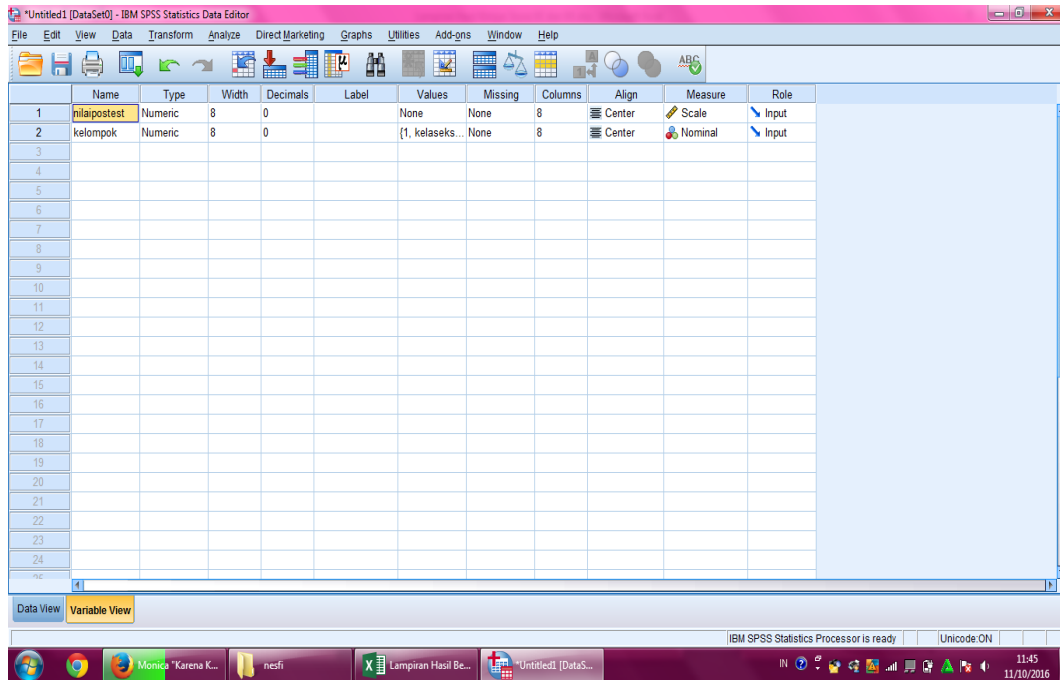 *Untitled1 [DataSet0] - IBM SPSS Statistics Data Editor
File Edit View Data Transform Analyze Direct Marketing Graphs Utilities Add-ons Window Help
Name Type Width Decimals Label Values Missing Columns Align Measure Role
1 nilaipostest Numeric 8 0 None None 8 Center Scale Input
2 kelompok Numeric 8 0 {1, kelaseks... None 8 Center Nominal Input
3
4
5
6
7
8
9
10
11
12
13
14
15
16
17
18
19
20
21
22
23
24
Data View Variable View
IBM SPSS Statistics Processor is ready Unicode:ON
Monica "Karena K... nesfi Lampiran Hasil Be... *Untitled1 [DataS... IN 11:45
11/10/2016